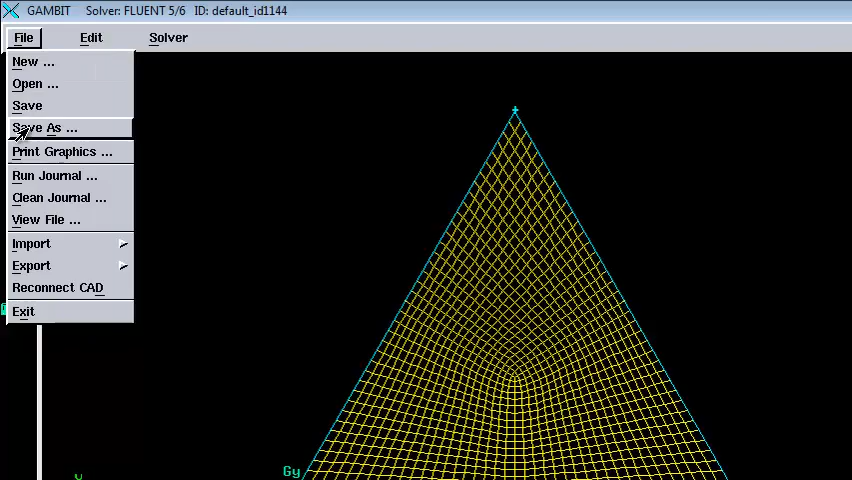 GAMBIT Solver: FLUENT 5/6 ID: default_id1144
File Edit Solver
New ...
Open ...
Save
Save As ...
Print Graphics ...
Run Journal ...
Clean Journal ...
View File ...
Import
Export
Reconnect CAD
Exit
Gy